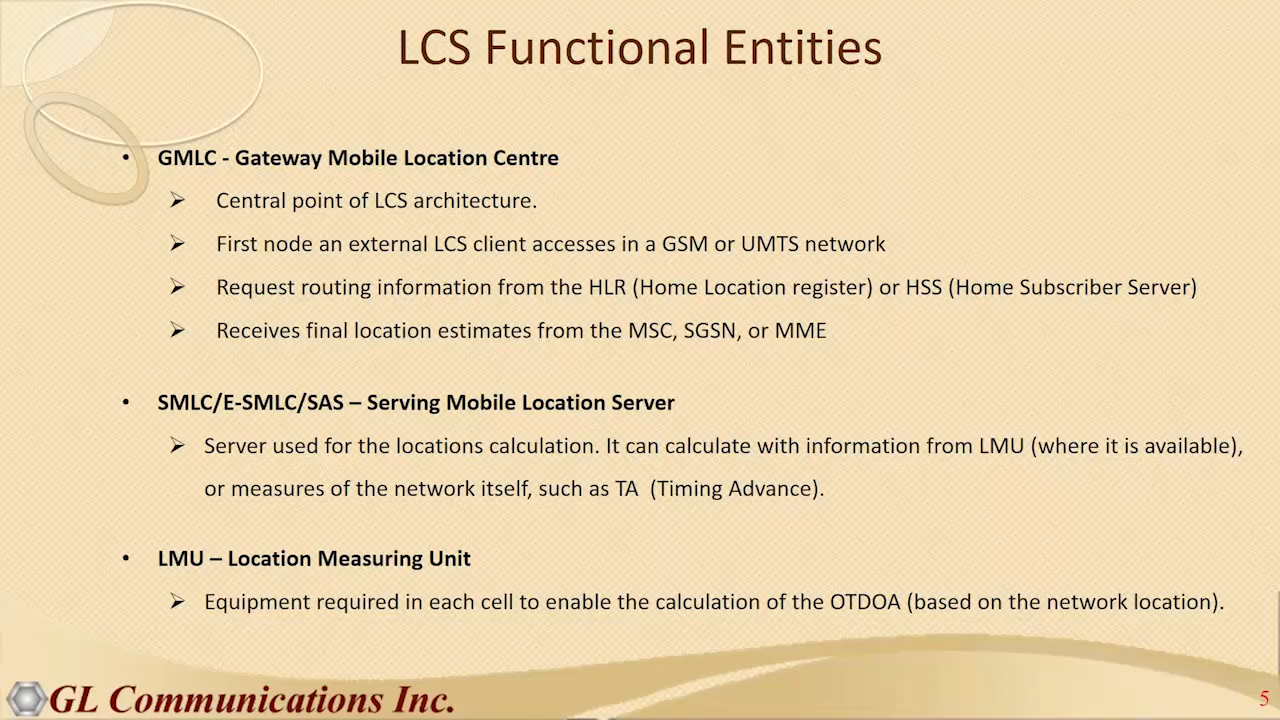 LCS Functional Entities
• GMLC - Gateway Mobile Location Centre
➢ Central point of LCS architecture.
➢ First node an external LCS client accesses in a GSM or UMTS network
➢ Request routing information from the HLR (Home Location register) or HSS (Home Subscriber Server)
➢ Receives final location estimates from the MSC, SGSN, or MME
• SMLC/E-SMLC/SAS – Serving Mobile Location Server
➢ Server used for the locations calculation. It can calculate with information from LMU (where it is available),
or measures of the network itself, such as TA (Timing Advance).
• LMU – Location Measuring Unit
➢ Equipment required in each cell to enable the calculation of the OTDOA (based on the network location).
GL Communications Inc.
5